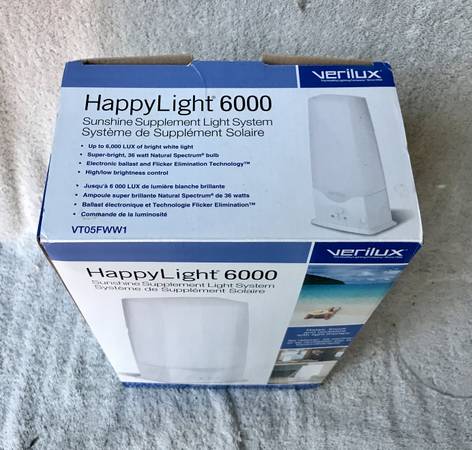 verilux®
HappyLight® 6000
Sunshine Supplement Light System
Système de Supplément Solaire
• Up to 6,000 LUX of bright white light
• Super-bright, 36 watt Natural Spectrum® bulb
• Electronic ballast and Flicker Elimination Technology™
• High/low brightness control
• Jusqu'à 6 000 LUX de lumière blanche brillante
• Ampoule super brillante Natural Spectrum® de 36 watts
• Ballast électronique et Technologie Flicker Elimination™
• Commande de la luminosité
VT05FWW1
verilux®
HappyLight® 6000
Sunshine Supplement Light System
Système de Supplément Solaire